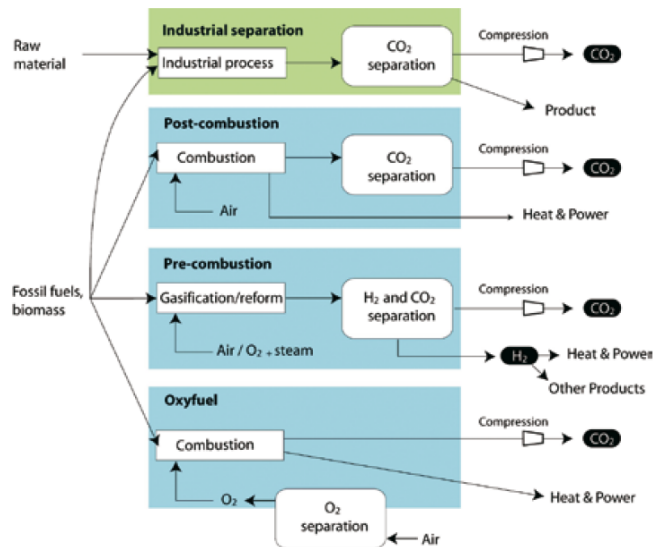 Industrial separation
Raw
material
Industrial process
CO2
separation
Compression
CO2
Product
Post-combustion
Combustion
CO2
separation
Compression
CO2
Air
Heat & Power
Pre-combustion
Fossil fuels,
biomass
Gasification/reform
H2 and CO2
separation
Compression
CO2
Air / O2 + steam
H2
Heat & Power
Other Products
Oxyfuel
Combustion
Compression
CO2
O2
O2
separation
Heat & Power
Air